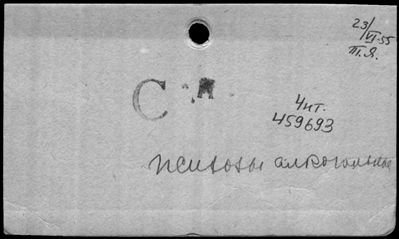 23/VI-55
П.Я.
С
Чит.
459693
психозы алкогольные